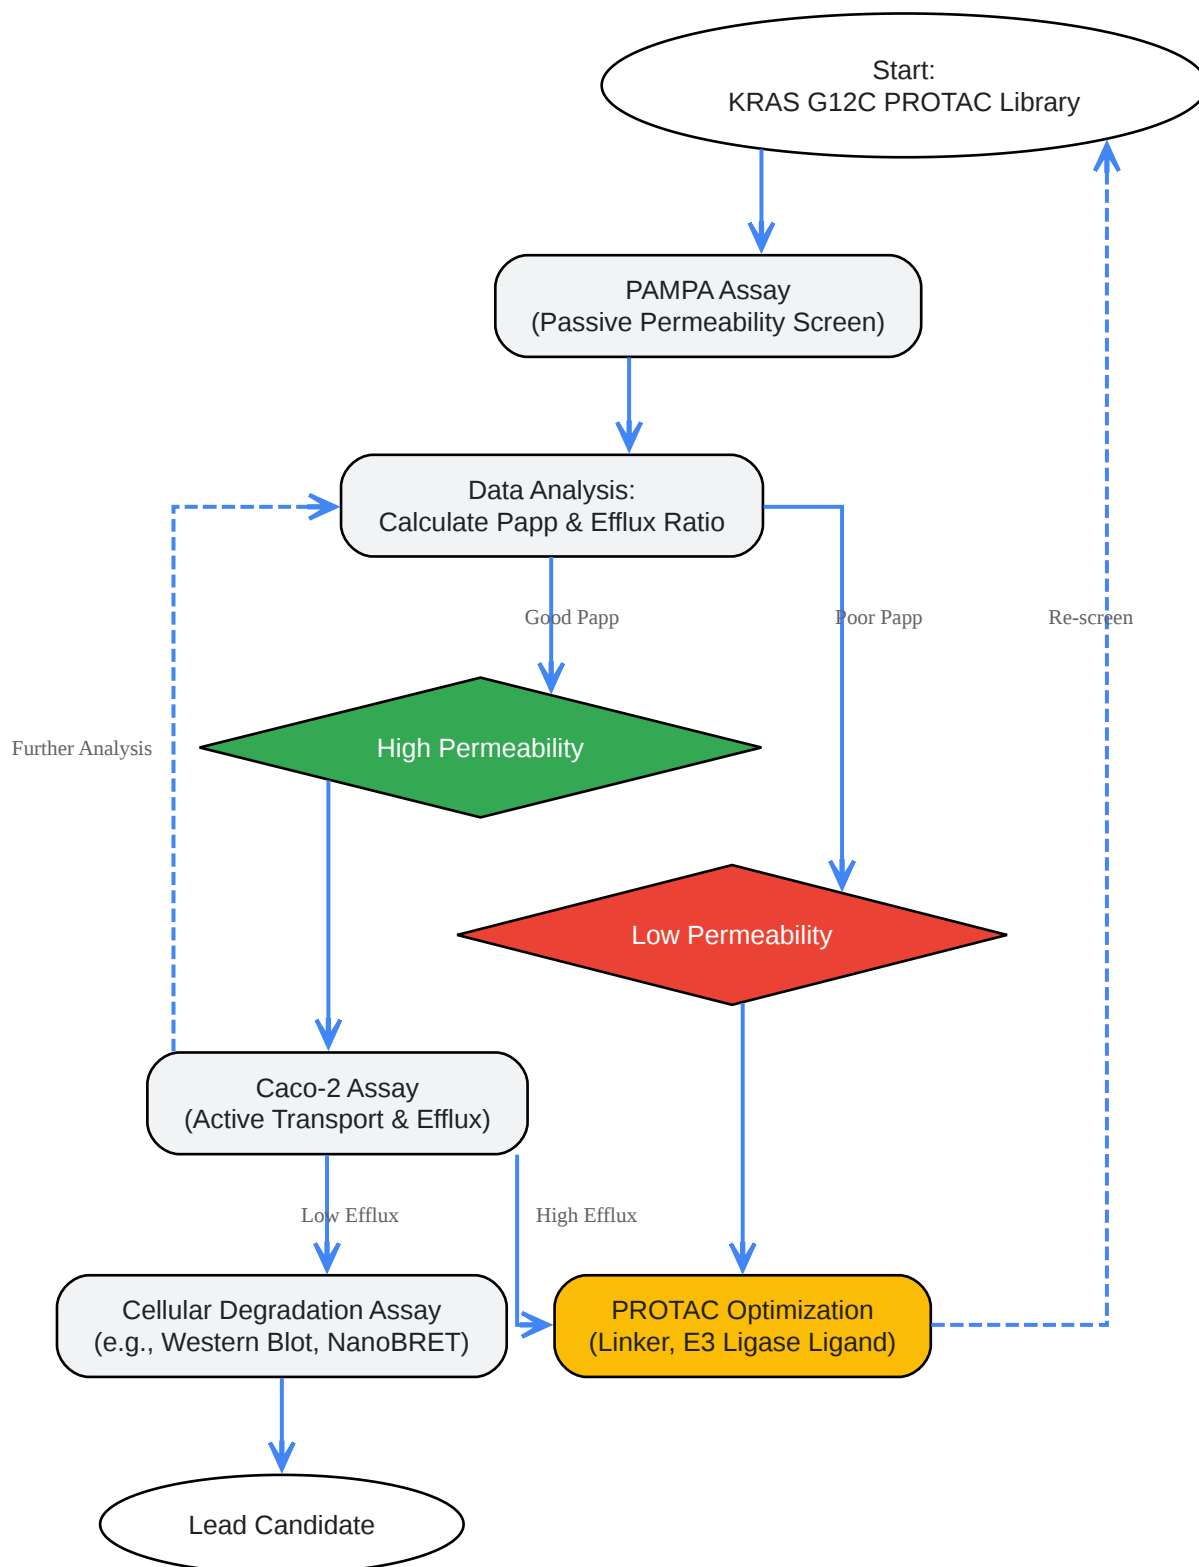 Start:
KRAS G12C PROTAC Library
PAMPA Assay
(Passive Permeability Screen)
Data Analysis:
Calculate Papp & Efflux Ratio
Good Papp
Poor Papp
Re-screen
Further Analysis
High Permeability
Low Permeability
Caco-2 Assay
(Active Transport & Efflux)
Low Efflux
High Efflux
Cellular Degradation Assay
(e.g., Western Blot, NanoBRET)
PROTAC Optimization
(Linker, E3 Ligase Ligand)
Lead Candidate